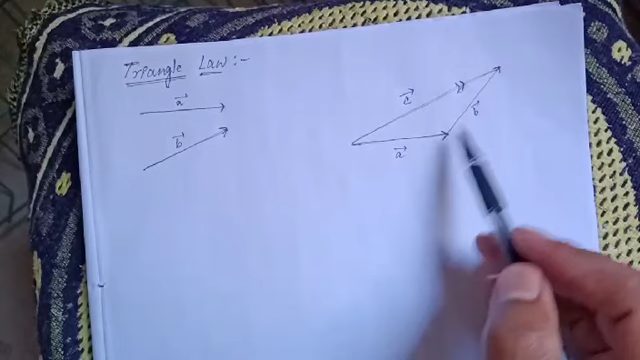 Triangle Law :-
a⃗
b⃗
c⃗
b⃗
a⃗